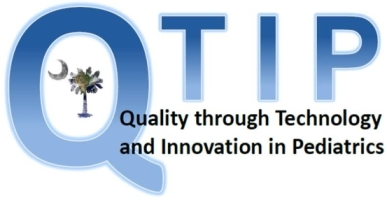 QTIP
Quality through Technology
and Innovation in Pediatrics